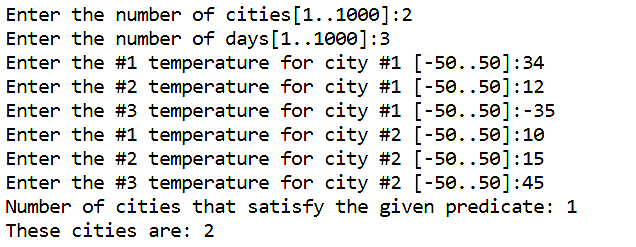 Enter the number of cities[1..1000]:2
Enter the number of days[1..1000]:3
Enter the #1 temperature for city #1 [-50..50]:34
Enter the #2 temperature for city #1 [-50..50]:12
Enter the #3 temperature for city #1 [-50..50]:-35
Enter the #1 temperature for city #2 [-50..50]:10
Enter the #2 temperature for city #2 [-50..50]:15
Enter the #3 temperature for city #2 [-50..50]:45
Number of cities that satisfy the given predicate: 1
These cities are: 2